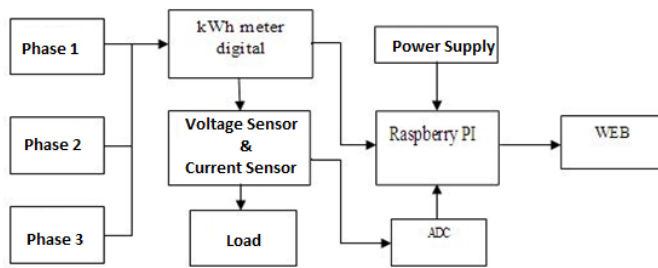 Phase 1
kWh meter
digital
Power Supply
Phase 2
Voltage Sensor
&
Current Sensor
Raspberry PI
WEB
Phase 3
Load
ADC